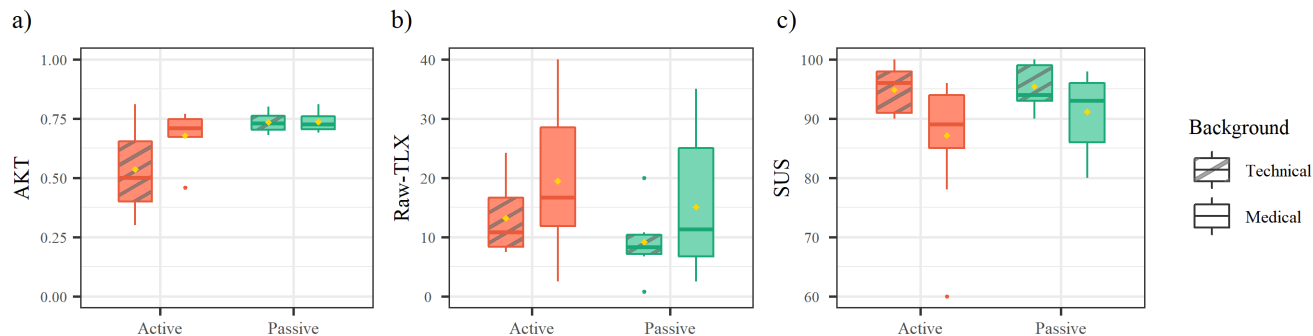 a)
AKT
1.00
0.75
0.50
0.25
0.00
Active
Passive
b)
Raw-TLX
40
30
20
10
0
Active
Passive
c)
SUS
100
90
80
70
60
Active
Passive
Background
Technical
Medical